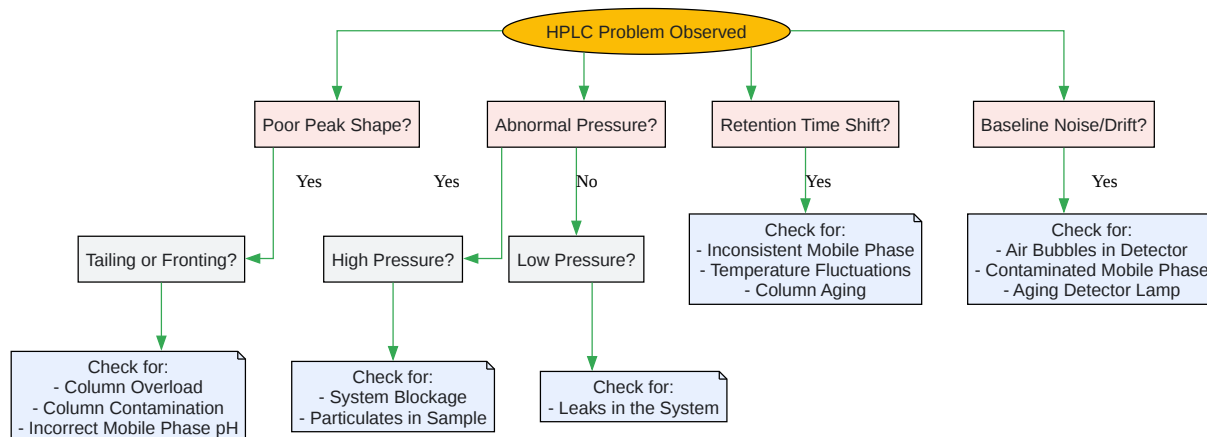 HPLC Problem Observed
Poor Peak Shape?
Abnormal Pressure?
Retention Time Shift?
Baseline Noise/Drift?
Yes
Yes
No
Yes
Yes
Tailing or Fronting?
High Pressure?
Low Pressure?
Check for:
- Inconsistent Mobile Phase
- Temperature Fluctuations
- Column Aging
Check for:
- Air Bubbles in Detector
- Contaminated Mobile Phase
- Aging Detector Lamp
Check for:
- Column Overload
- Column Contamination
- Incorrect Mobile Phase pH
Check for:
- System Blockage
- Particulates in Sample
Check for:
- Leaks in the System